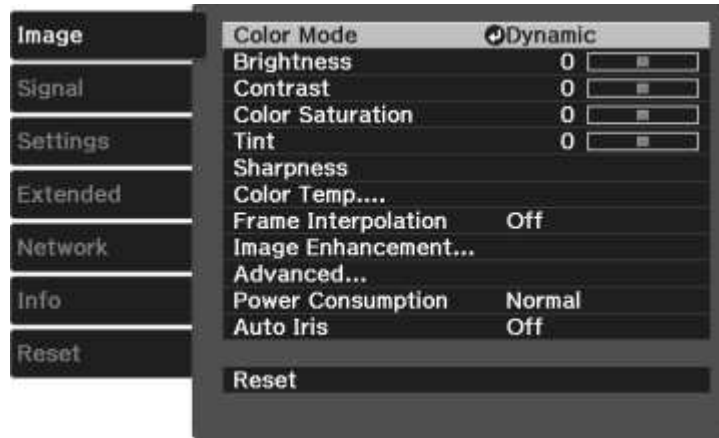 Image
Signal
Settings
Extended
Network
Info
Reset
Color Mode Dynamic
Brightness 0
Contrast 0
Color Saturation 0
Tint 0
Sharpness
Color Temp....
Frame Interpolation Off
Image Enhancement...
Advanced...
Power Consumption Normal
Auto Iris Off
Reset